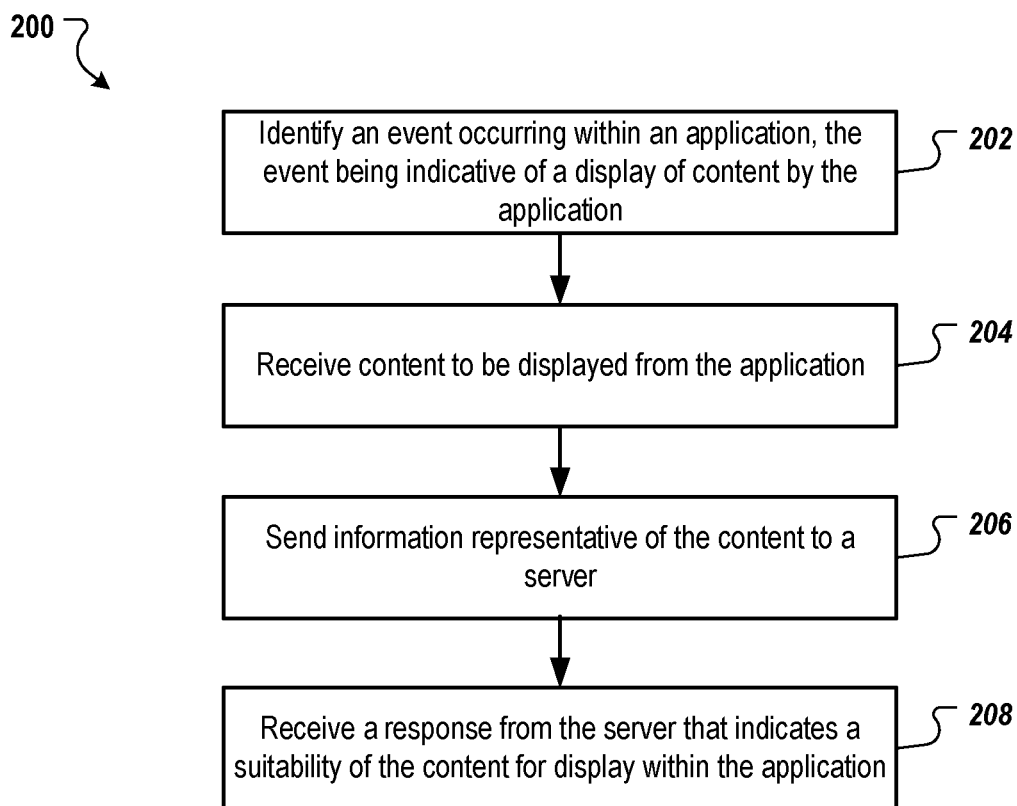 200
Identify an event occurring within an application, the
event being indicative of a display of content by the
application
202
Receive content to be displayed from the application
204
Send information representative of the content to a
server
206
Receive a response from the server that indicates a
suitability of the content for display within the application
208